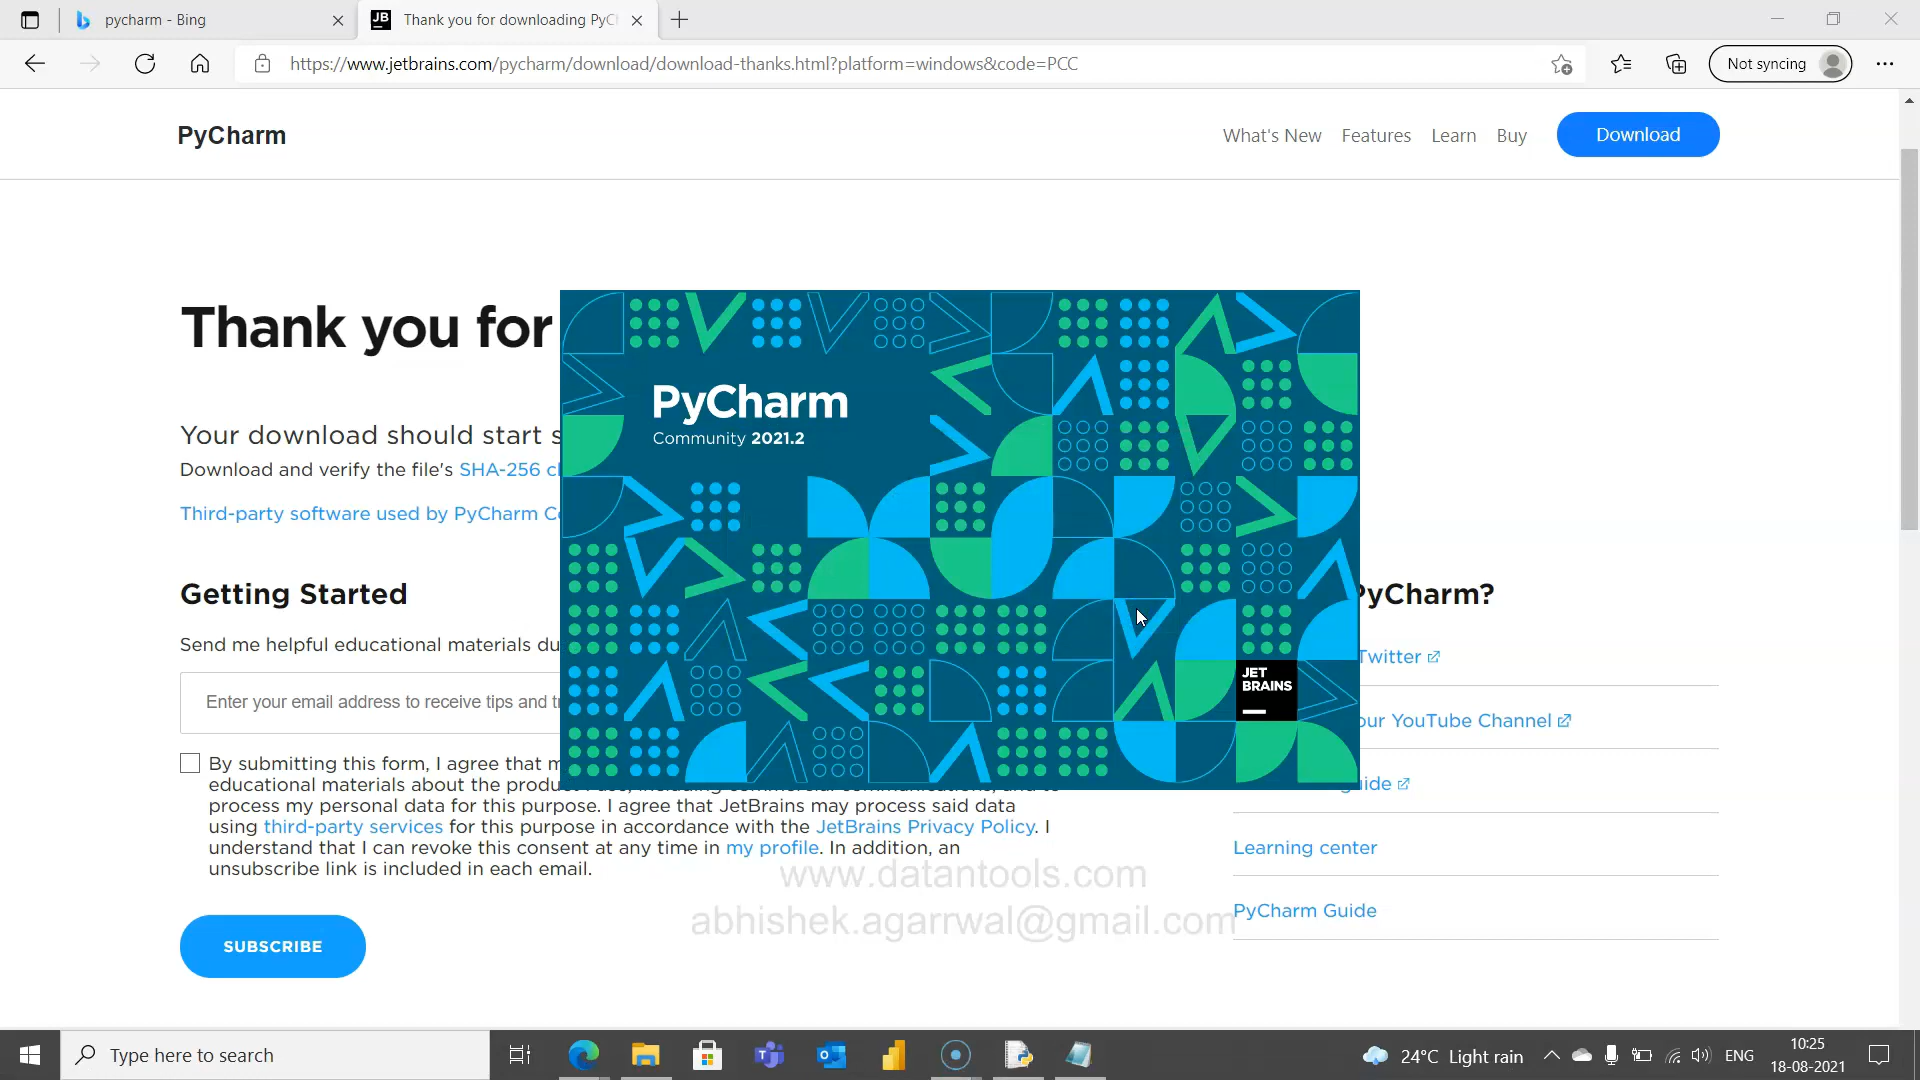 pycharm - Bing
Thank you for downloading PyC
https://www.jetbrains.com/pycharm/download/download-thanks.html?platform=windows&code=PCC
Not syncing
PyCharm
What's New Features Learn Buy Download
Thank you for
PyCharm
Community 2021.2
JET
BRAINS
Your download should start s
Download and verify the file's SHA-256 c
Third-party software used by PyCharm C
Getting Started
Send me helpful educational materials du
Enter your email address to receive tips and t
By submitting this form, I agree that m
educational materials about the produc
process my personal data for this purpose. I agree that JetBrains may process said data
using third-party services for this purpose in accordance with the JetBrains Privacy Policy. I
understand that I can revoke this consent at any time in my profile. In addition, an
unsubscribe link is included in each email.
SUBSCRIBE
PyCharm?
Twitter
our YouTube Channel
uide
Learning center
PyCharm Guide
www.datantools.com
abhishek.agarrwal@gmail.com
Type here to search
24°C Light rain
ENG
10:25
18-08-2021